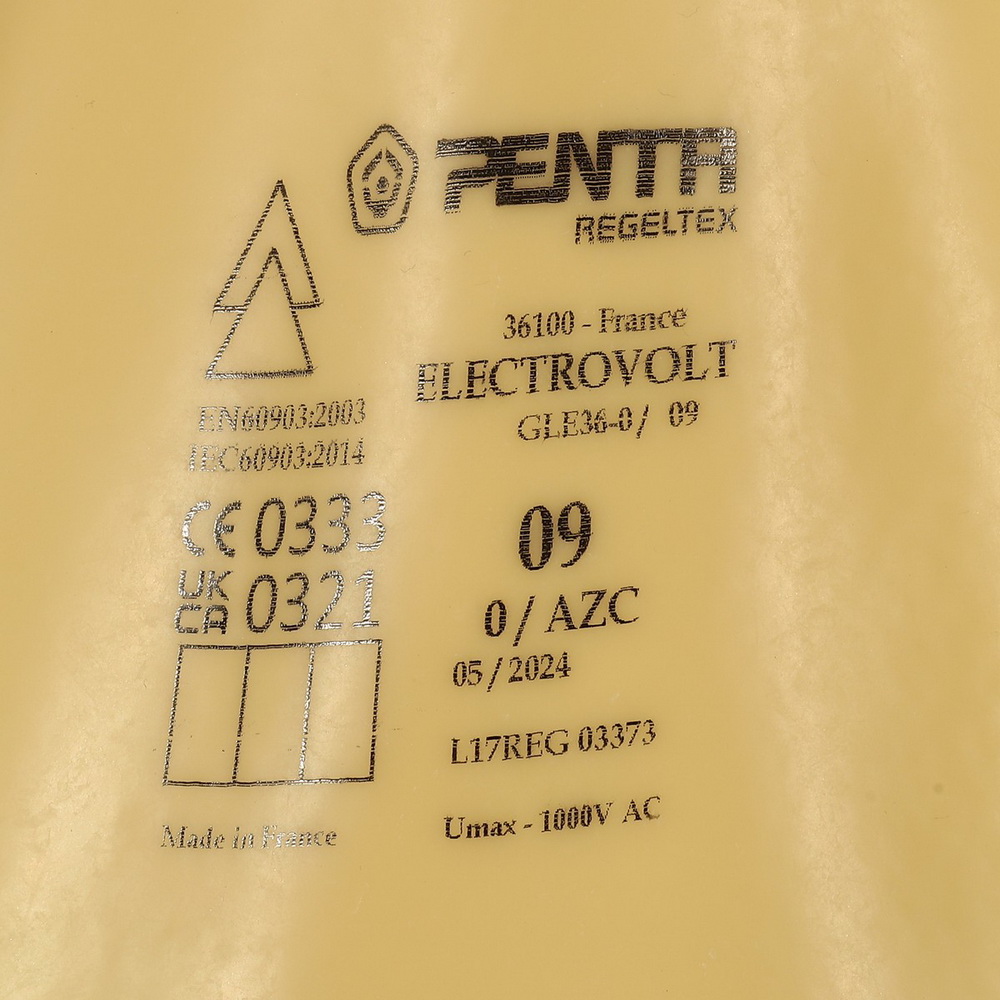 PENTA
REGELTEX
36100 - France
ELECTROVOLT
GLE36-0 / 09
EN60903:2003
IEC60903:2014
CE 0333
UK
CA 0321
09
0 / AZC
05 / 2024
L17REG 03373
Umax - 1000V AC
Made in France